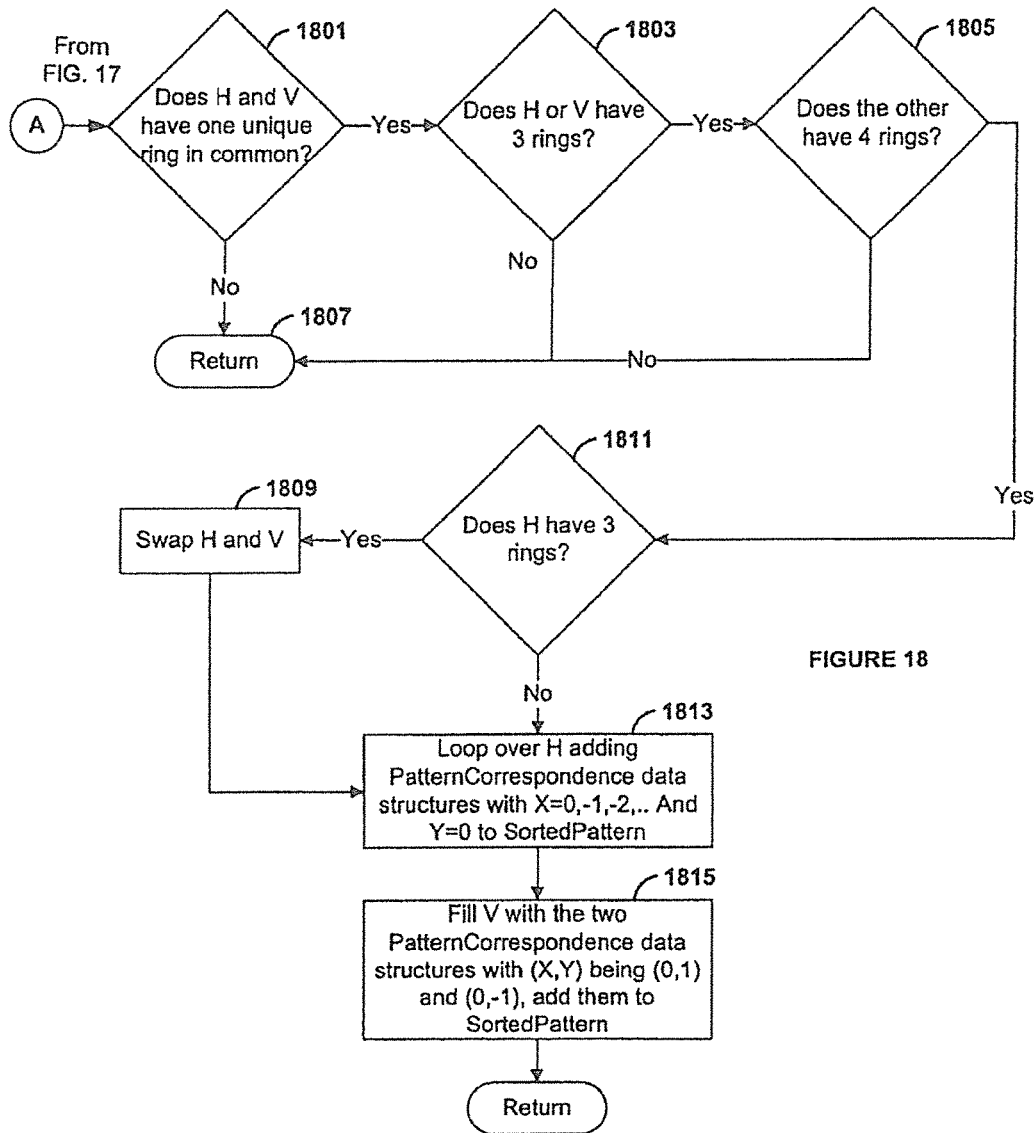 From
FIG. 17
A
1801
Does H and V
have one unique
ring in common?
Yes
1803
Does H or V have
3 rings?
Yes
1805
Does the other
have 4 rings?
No
No
1807
Return
No
Yes
1811
Does H have 3
rings?
Yes
1809
Swap H and V
No
FIGURE 18
1813
Loop over H adding
PatternCorrespondence data
structures with X=0,-1,-2,.. And
Y=0 to SortedPattern
1815
Fill V with the two
PatternCorrespondence data
structures with (X,Y) being (0,1)
and (0,-1), add them to
SortedPattern
Return